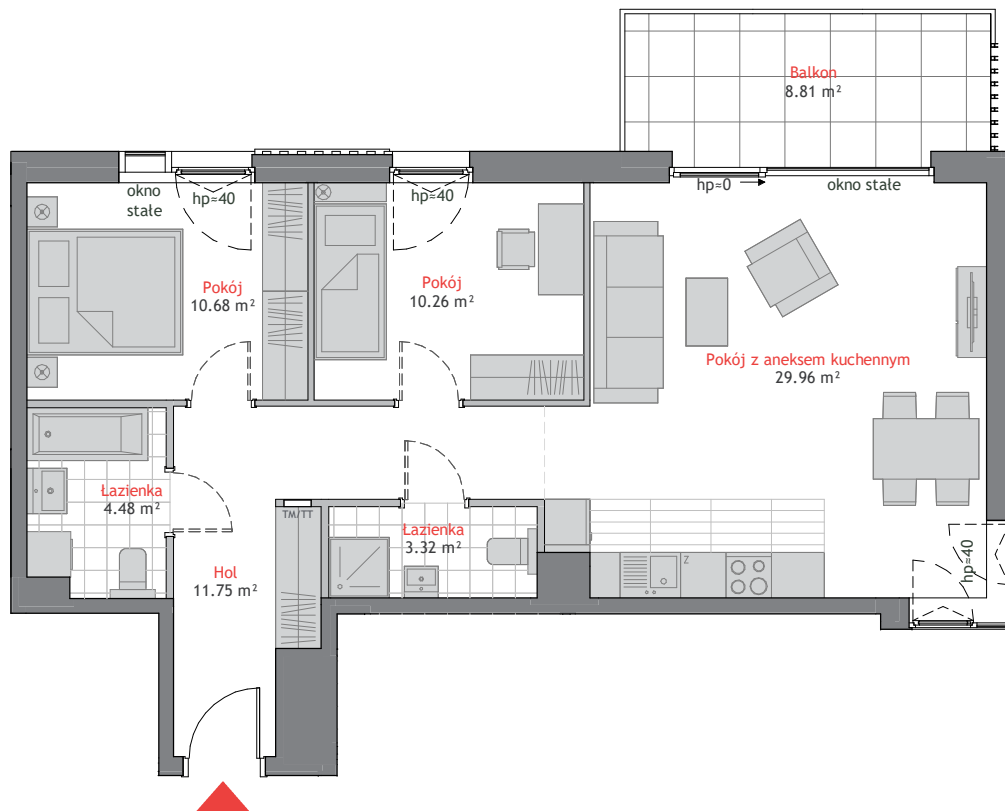 Balkon
8.81 m²
okno
stałe
hp≈40
hp≈40
hp≈0
okno stałe
Pokój
10.68 m²
Pokój
10.26 m²
Pokój z aneksem kuchennym
29.96 m²
Łazienka
4.48 m²
TM/TT
Łazienka
3.32 m²
Hol
11.75 m²
Z
hp≈40